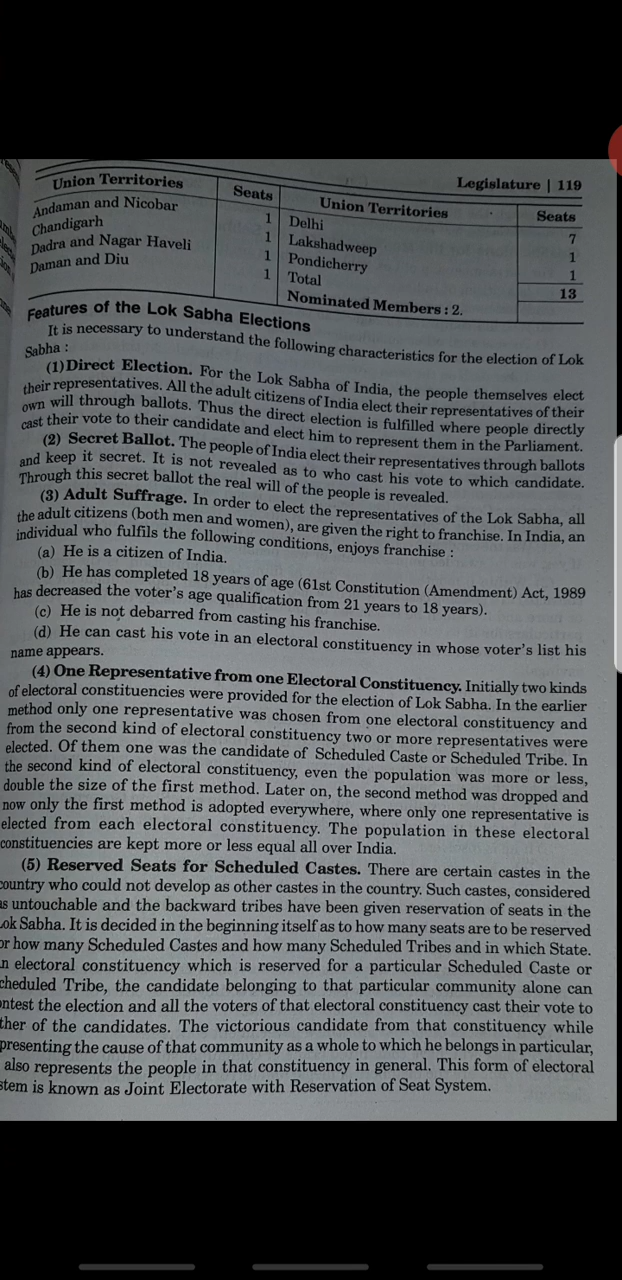 Legislature | 119
Union Territories Seats Union Territories Seats
Andaman and Nicobar 1 Delhi 7
Chandigarh 1 Lakshadweep 1
Dadra and Nagar Haveli 1 Pondicherry 1
Daman and Diu 1 Total 13
Nominated Members : 2.
Features of the Lok Sabha Elections
It is necessary to understand the following characteristics for the election of Lok
Sabha :
(1) Direct Election. For the Lok Sabha of India, the people themselves elect
their representatives. All the adult citizens of India elect their representatives of their
own will through ballots. Thus the direct election is fulfilled where people directly
cast their vote to their candidate and elect him to represent them in the Parliament.
(2) Secret Ballot. The people of India elect their representatives through ballots
and keep it secret. It is not revealed as to who cast his vote to which candidate.
Through this secret ballot the real will of the people is revealed.
(3) Adult Suffrage. In order to elect the representatives of the Lok Sabha, all
the adult citizens (both men and women), are given the right to franchise. In India, an
individual who fulfils the following conditions, enjoys franchise :
(a) He is a citizen of India.
(b) He has completed 18 years of age (61st Constitution (Amendment) Act, 1989
has decreased the voter's age qualification from 21 years to 18 years).
(c) He is not debarred from casting his franchise.
(d) He can cast his vote in an electoral constituency in whose voter's list his
name appears.
(4) One Representative from one Electoral Constituency. Initially two kinds
of electoral constituencies were provided for the election of Lok Sabha. In the earlier
method only one representative was chosen from one electoral constituency and
from the second kind of electoral constituency two or more representatives were
elected. Of them one was the candidate of Scheduled Caste or Scheduled Tribe. In
the second kind of electoral constituency, even the population was more or less,
double the size of the first method. Later on, the second method was dropped and
now only the first method is adopted everywhere, where only one representative is
elected from each electoral constituency. The population in these electoral
constituencies are kept more or less equal all over India.
(5) Reserved Seats for Scheduled Castes. There are certain castes in the
country who could not develop as other castes in the country. Such castes, considered
as untouchable and the backward tribes have been given reservation of seats in the
Lok Sabha. It is decided in the beginning itself as to how many seats are to be reserved
or how many Scheduled Castes and how many Scheduled Tribes and in which State.
n electoral constituency which is reserved for a particular Scheduled Caste or
cheduled Tribe, the candidate belonging to that particular community alone can
ontest the election and all the voters of that electoral constituency cast their vote to
ther of the candidates. The victorious candidate from that constituency while
presenting the cause of that community as a whole to which he belongs in particular,
also represents the people in that constituency in general. This form of electoral
stem is known as Joint Electorate with Reservation of Seat System.